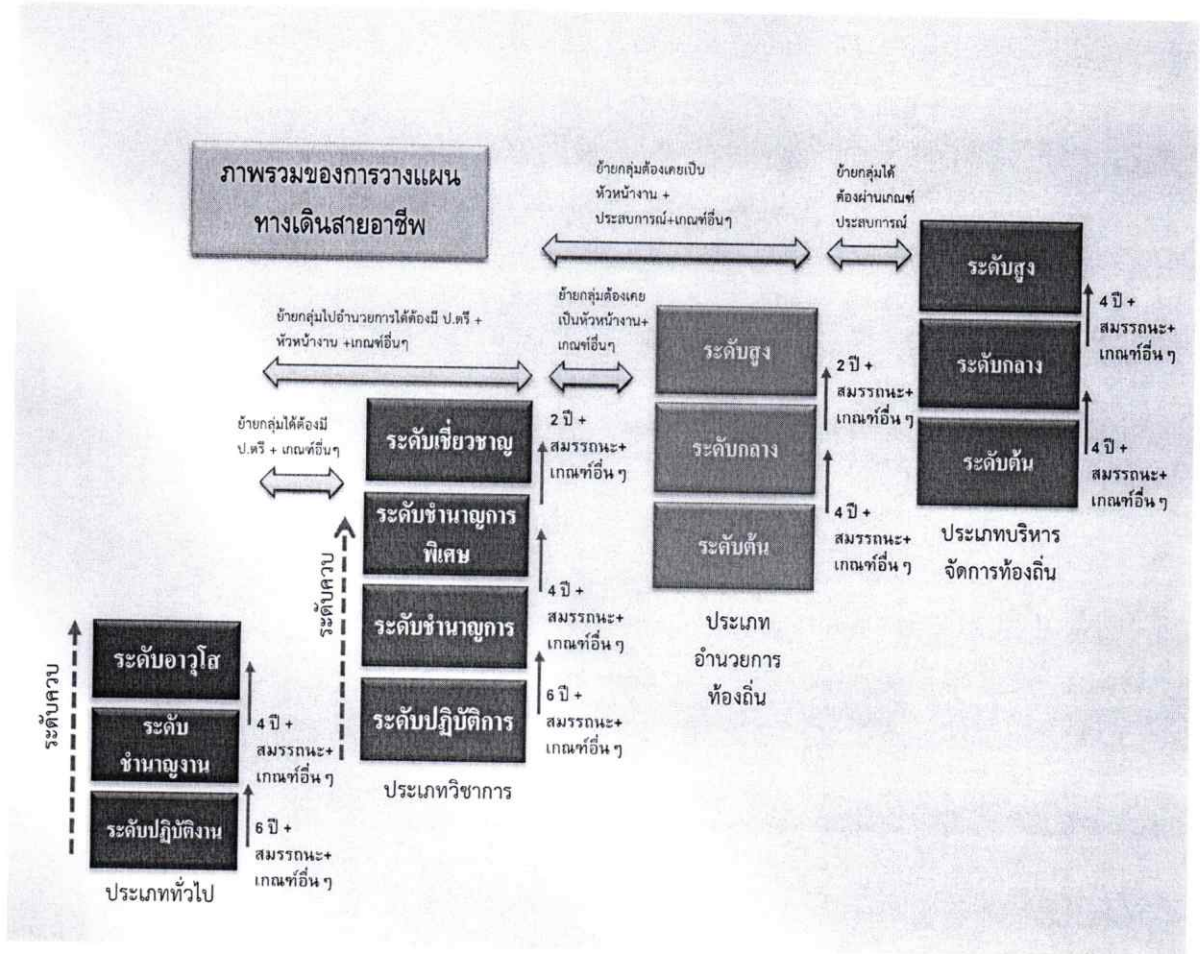 ภาพรวมของการวางแผน
ทางเดินสายอาชีพ
ย้ายกลุ่มต้องเคยเป็น
หัวหน้างาน +
ประสบการณ์+เกณฑ์อื่นๆ
ย้ายกลุ่มได้
ต้องผ่านเกณฑ์
ประสบการณ์
ย้ายกลุ่มไปอำนวยการได้ต้องมี ป.ตรี +
หัวหน้างาน +เกณฑ์อื่นๆ
ย้ายกลุ่มต้องเคย
เป็นหัวหน้างาน+
เกณฑ์อื่นๆ
ย้ายกลุ่มได้ต้องมี
ป.ตรี + เกณฑ์อื่นๆ
ระดับควบ
ระดับอาวุโส
ระดับ
ชำนาญงาน
ระดับปฏิบัติงาน
4 ปี +
สมรรถนะ+
เกณฑ์อื่น ๆ
6 ปี +
สมรรถนะ+
เกณฑ์อื่น ๆ
ประเภททั่วไป
ระดับควบ
ระดับเชี่ยวชาญ
ระดับชำนาญการ
พิเศษ
ระดับชำนาญการ
ระดับปฏิบัติการ
2 ปี +
สมรรถนะ+
เกณฑ์อื่น ๆ
4 ปี +
สมรรถนะ+
เกณฑ์อื่น ๆ
6 ปี +
สมรรถนะ+
เกณฑ์อื่น ๆ
ประเภทวิชาการ
ระดับสูง
ระดับกลาง
ระดับต้น
2 ปี +
สมรรถนะ+
เกณฑ์อื่น ๆ
4 ปี +
สมรรถนะ+
เกณฑ์อื่น ๆ
ประเภท
อำนวยการ
ท้องถิ่น
ระดับสูง
ระดับกลาง
ระดับต้น
4 ปี +
สมรรถนะ+
เกณฑ์อื่น ๆ
4 ปี +
สมรรถนะ+
เกณฑ์อื่น ๆ
ประเภทบริหาร
จัดการท้องถิ่น